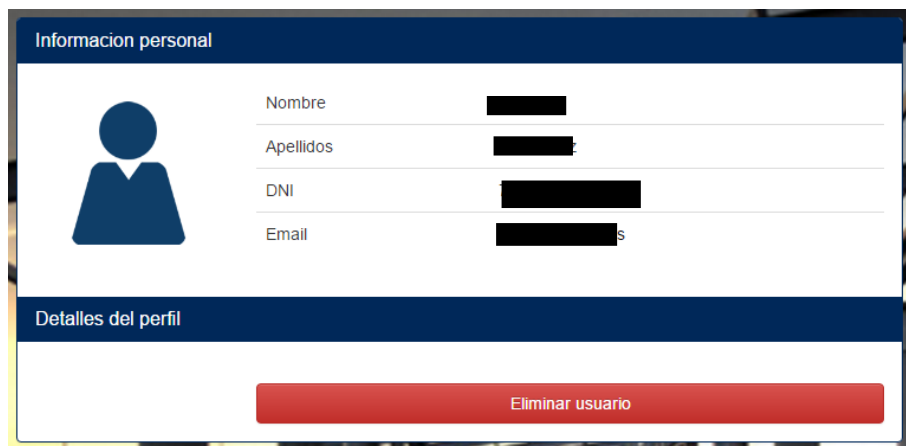 Informacion personal
Nombre
Apellidos
DNI
Email
Detalles del perfil
Eliminar usuario